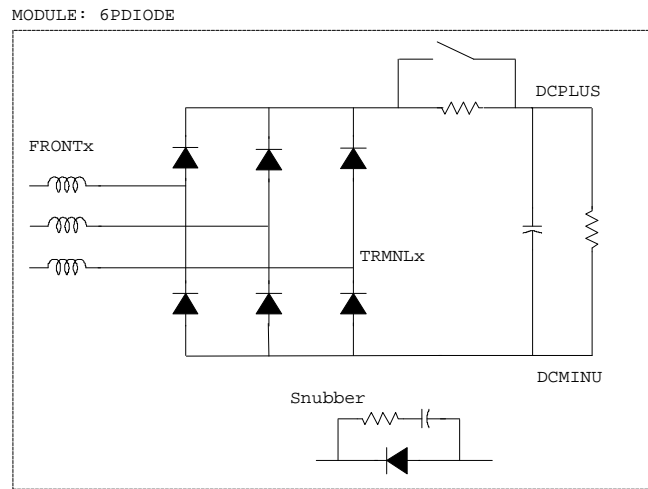 MODULE: 6PDIODE
DCPLUS
FRONTx
TRMNLx
DCMINU
Snubber